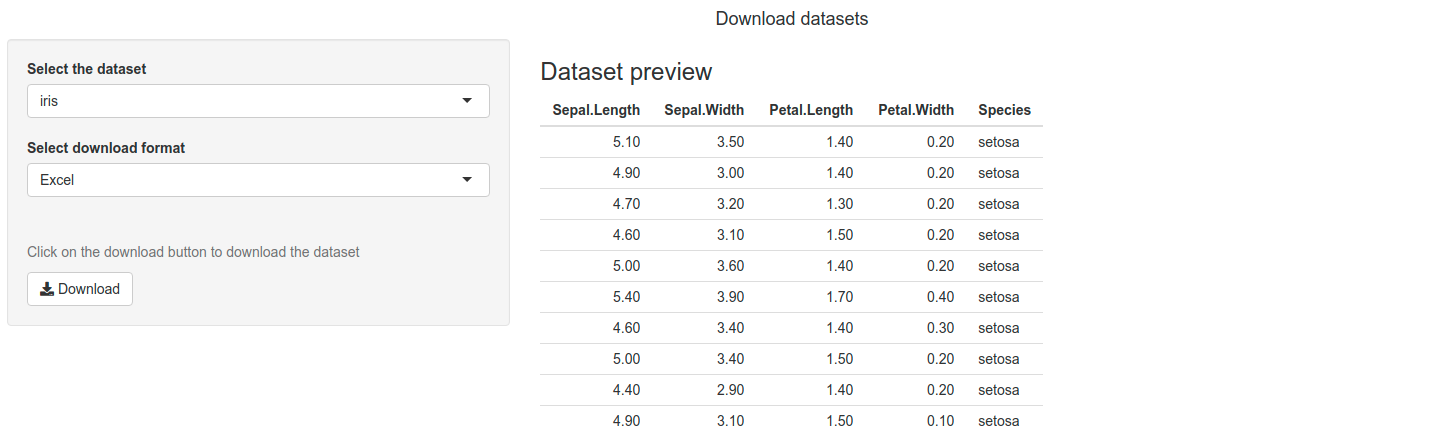 Download datasets
Select the dataset
iris
Select download format
Excel
Click on the download button to download the dataset
Download
Dataset preview
Sepal.Length Sepal.Width Petal.Length Petal.Width Species
5.10 3.50 1.40 0.20 setosa
4.90 3.00 1.40 0.20 setosa
4.70 3.20 1.30 0.20 setosa
4.60 3.10 1.50 0.20 setosa
5.00 3.60 1.40 0.20 setosa
5.40 3.90 1.70 0.40 setosa
4.60 3.40 1.40 0.30 setosa
5.00 3.40 1.50 0.20 setosa
4.40 2.90 1.40 0.20 setosa
4.90 3.10 1.50 0.10 setosa